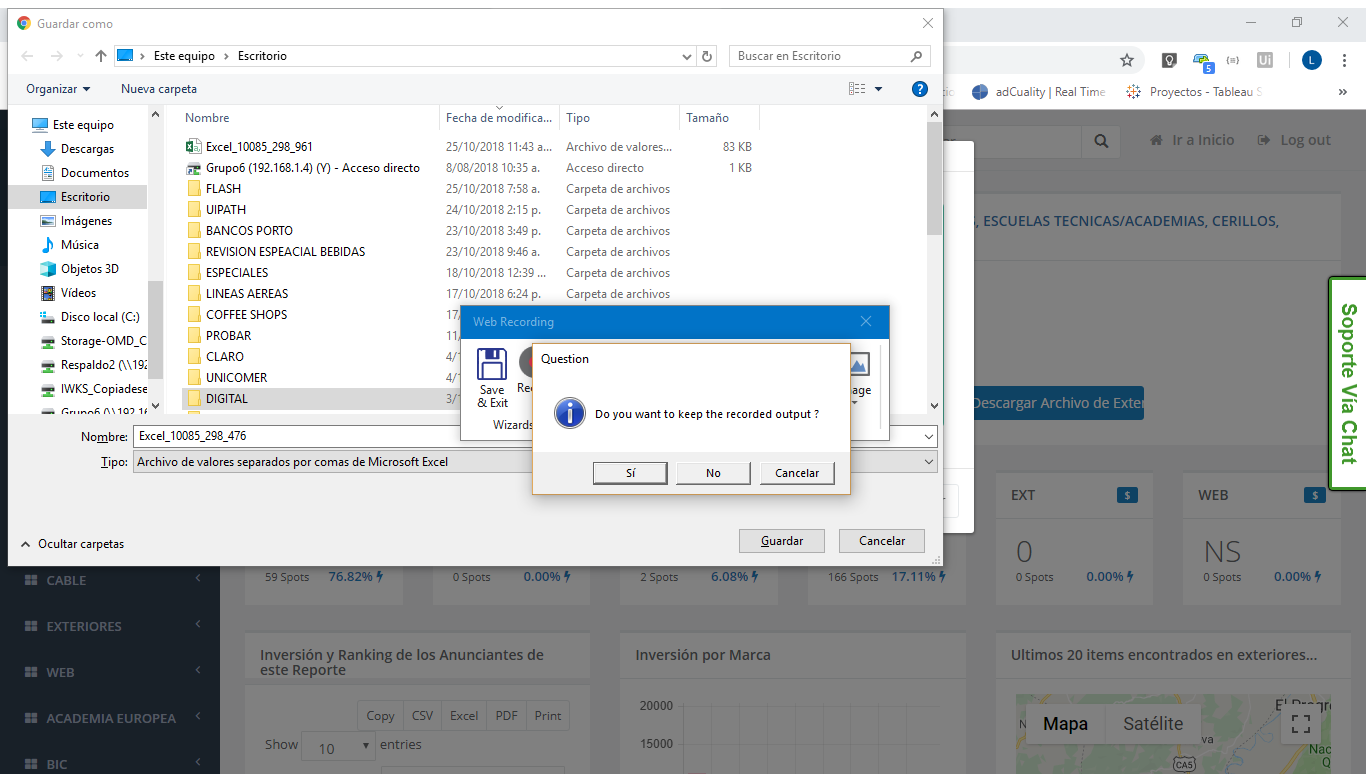 Guardar como
Este equipo
Escritorio
Buscar en Escritorio
Organizar
Nueva carpeta
Este equipo
Descargas
Documentos
Escritorio
Imágenes
Música
Objetos 3D
Vídeos
Disco local (C:)
Storage-OMD_C
Respaldo2 (\\192
IWKS_Copiadese
Grupo6 (\\192.16
Nombre Fecha de modifica... Tipo Tamaño
Excel_10085_298_961 25/10/2018 11:43 a... Archivo de valores... 83 KB
Grupo6 (192.168.1.4) (Y) - Acceso directo 8/08/2018 10:35 a. Acceso directo 1 KB
FLASH 25/10/2018 7:58 a. Carpeta de archivos
UIPATH 24/10/2018 2:15 p. Carpeta de archivos
BANCOS PORTO 23/10/2018 3:49 p. Carpeta de archivos
REVISION ESPEACIAL BEBIDAS 23/10/2018 9:46 a. Carpeta de archivos
ESPECIALES 18/10/2018 12:39 ... Carpeta de archivos
LINEAS AEREAS 17/10/2018 6:24 p. Carpeta de archivos
COFFEE SHOPS 17/
PROBAR 11/
CLARO 4/1
UNICOMER 4/1
DIGITAL 3/1
Nombre: Excel_10085_298_476
Tipo: Archivo de valores separados por comas de Microsoft Excel
Ocultar carpetas
Guardar
Cancelar
Web Recording
Save
& Exit
Rec
age
Wizards
Question
Do you want to keep the recorded output ?
Sí
No
Cancelar
5
Ui
L
adCuality | Real Time
Proyectos - Tableau S
Ir a Inicio
Log out
S, ESCUELAS TECNICAS/ACADEMIAS, CERILLOS,
Descargar Archivo de Exter
Soporte Vía Chat
EXT $
0
0 Spots 0.00%
WEB $
NS
0 Spots 0.00%
59 Spots 76.82%
0 Spots 0.00%
2 Spots 6.08%
166 Spots 17.11%
CABLE
EXTERIORES
WEB
ACADEMIA EUROPEA
BIC
Inversión y Ranking de los Anunciantes de
este Reporte
Copy CSV Excel PDF Print
Show 10 entries
Inversión por Marca
20000
15000
Ultimos 20 items encontrados en exteriores...
Mapa
Satélite
El Progr
va
CA5
Nac
Q